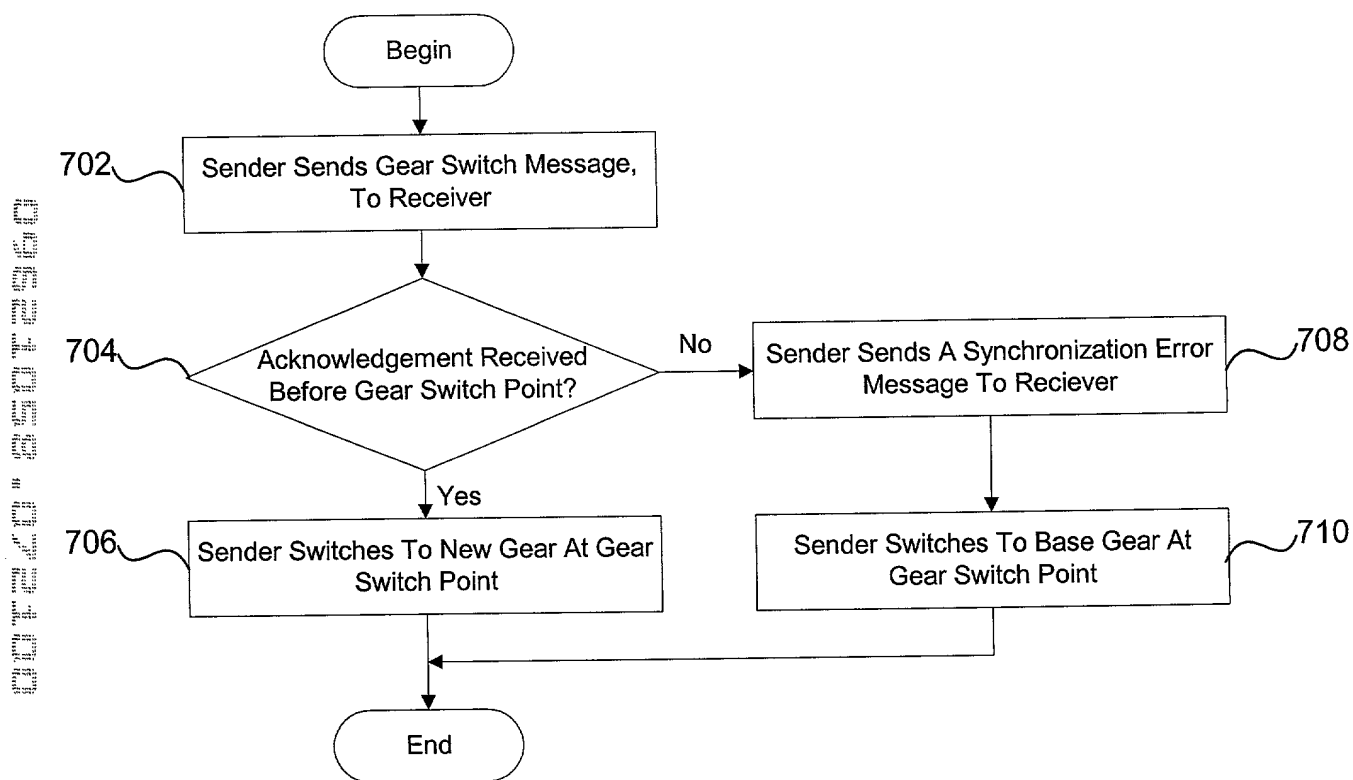 Begin
702
Sender Sends Gear Switch Message,
To Receiver
704
Acknowledgement Received
Before Gear Switch Point?
No
Sender Sends A Synchronization Error
Message To Reciever
708
Yes
706
Sender Switches To New Gear At Gear
Switch Point
Sender Switches To Base Gear At
Gear Switch Point
710
End